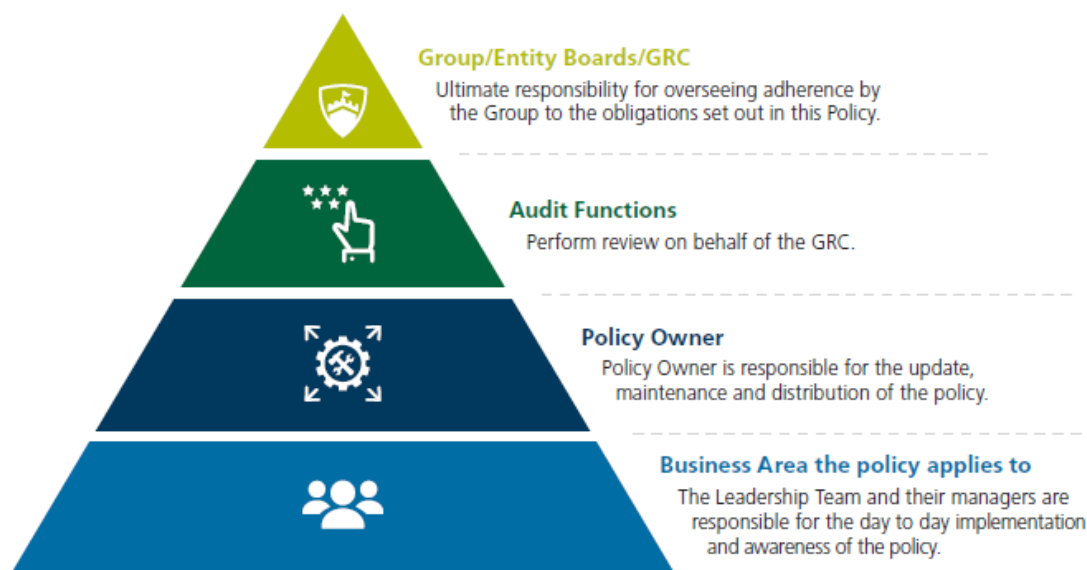 Group/Entity Boards/GRC
Ultimate responsibility for overseeing adherence by
the Group to the obligations set out in this Policy.
Audit Functions
Perform review on behalf of the GRC.
Policy Owner
Policy Owner is responsible for the update,
maintenance and distribution of the policy.
Business Area the policy applies to
The Leadership Team and their managers are
responsible for the day to day implementation
and awareness of the policy.